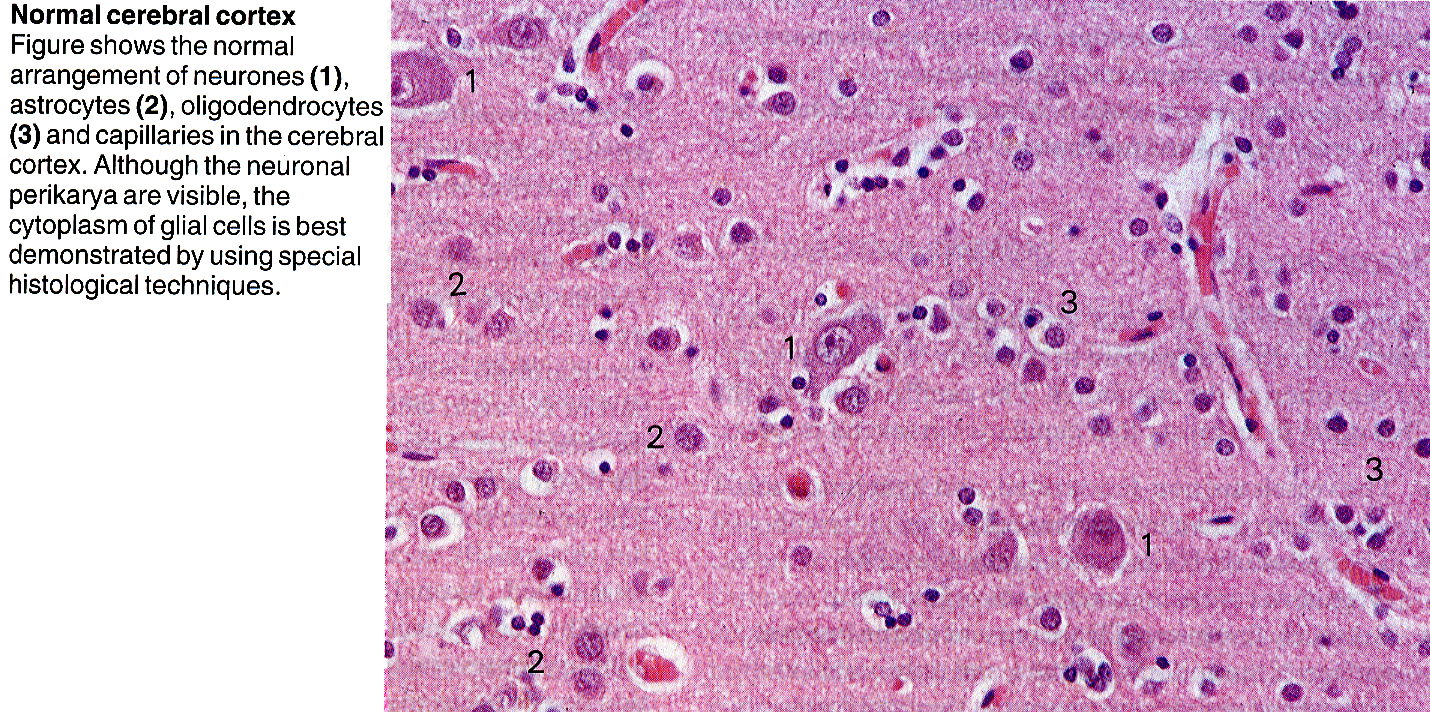 Normal cerebral cortex
Figure shows the normal
arrangement of neurones (1),
astrocytes (2), oligodendrocytes
(3) and capillaries in the cerebral
cortex. Although the neuronal
perikarya are visible, the
cytoplasm of glial cells is best
demonstrated by using special
histological techniques.
1
2
3
1
2
3
1
2